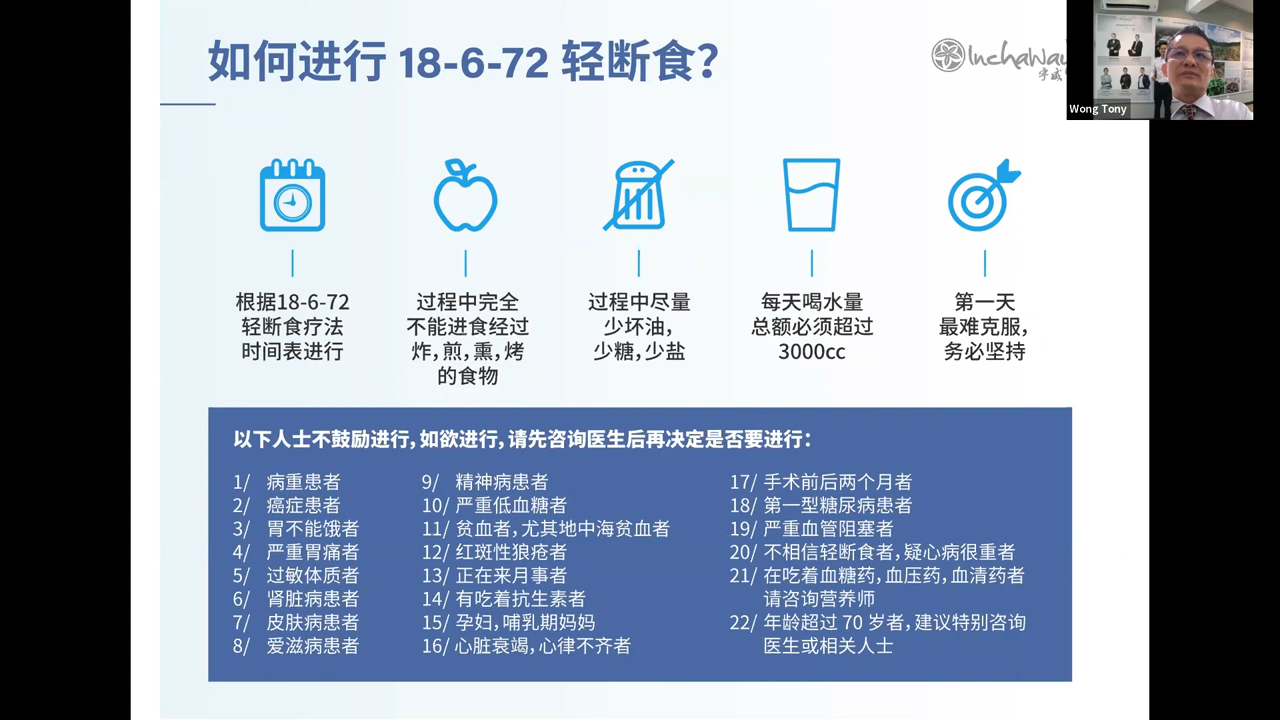 如何进行 18-6-72 轻断食？
Inchaway
Wong Tony
根据18-6-72
轻断食疗法
时间表进行
过程中完全
不能进食经过
炸，煎，熏，烤
的食物
过程中尽量
少坏油，
少糖，少盐
每天喝水量
总额必须超过
3000cc
第一天
最难克服，
务必坚持
以下人士不鼓励进行，如欲进行，请先咨询医生后再决定是否要进行：
1/ 病重患者
2/ 癌症患者
3/ 胃不能饿者
4/ 严重胃痛者
5/ 过敏体质者
6/ 肾脏病患者
7/ 皮肤病患者
8/ 爱滋病患者
9/ 精神病患者
10/ 严重低血糖者
11/ 贫血者，尤其地中海贫血者
12/ 红斑性狼疮者
13/ 正在来月事者
14/ 有吃着抗生素者
15/ 孕妇，哺乳期妈妈
16/ 心脏衰竭，心律不齐者
17/ 手术前后两个月者
18/ 第一型糖尿病患者
19/ 严重血管阻塞者
20/ 不相信轻断食者，疑心病很重者
21/ 在吃着血糖药，血压药，血清药者
请咨询营养师
22/ 年龄超过 70 岁者，建议特别咨询
医生或相关人士